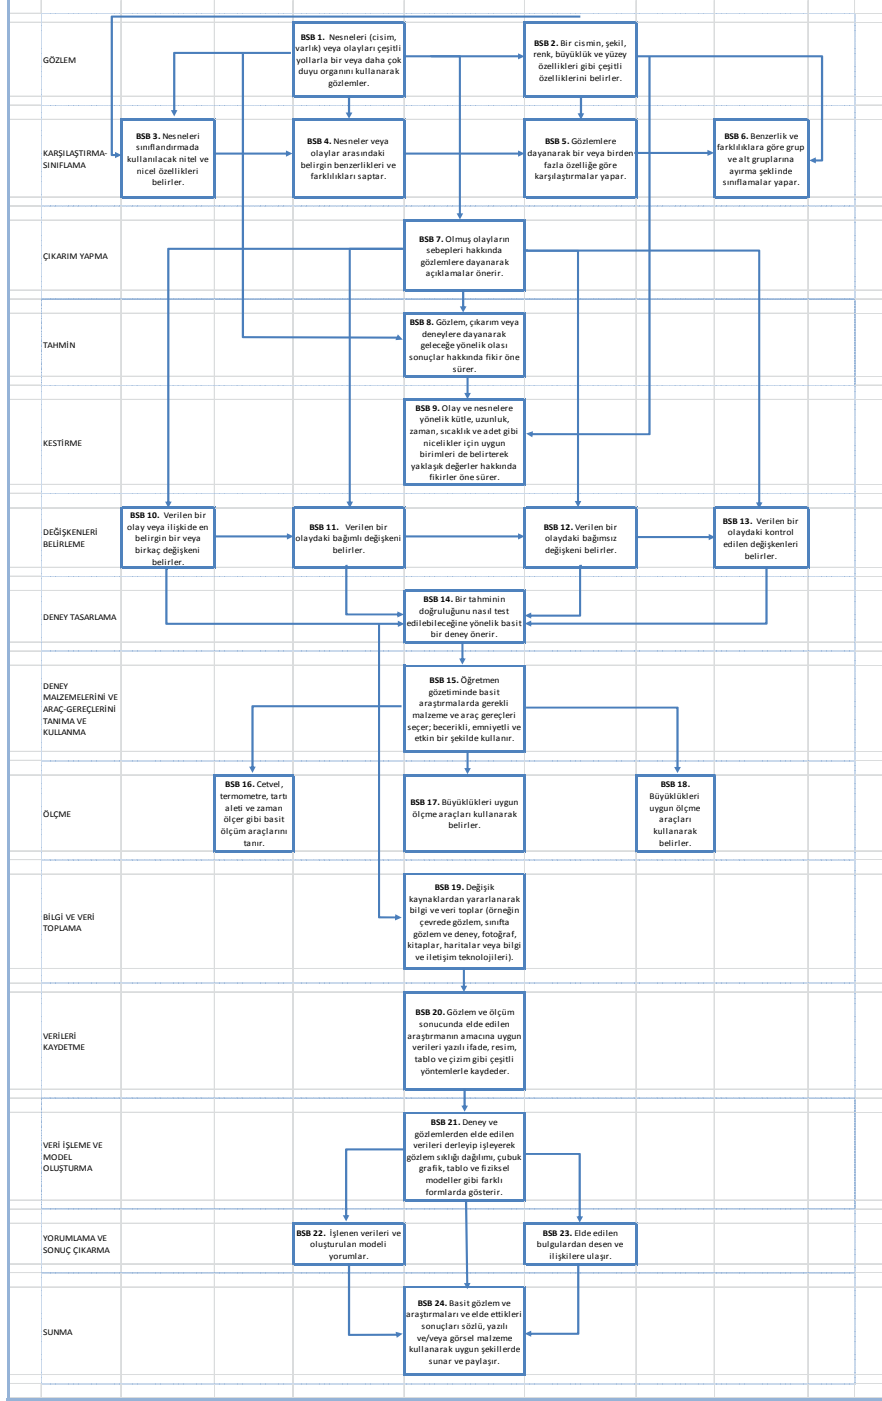 GÖZLEM
BSB 1. Nesneleri (cisim,
varlık) veya olayları çeşitli
yollarla bir veya daha çok
duyu organını kullanarak
gözlemler.
BSB 2. Bir cismin, şekil,
renk, büyüklük ve yüzey
özellikleri gibi çeşitli
özelliklerini belirler.
KARŞILAŞTIRMA-
SINIFLAMA
BSB 3. Nesneleri
sınıflandırmada
kullanılacak nitel ve
nicel özellikleri
belirler.
BSB 4. Nesneler veya
olaylar arasındaki
belirgin benzerlikleri ve
farklılıkları saptar.
BSB 5. Gözlemlere
dayanarak bir veya birden
fazla özelliğe göre
karşılaştırmalar yapar.
BSB 6. Benzerlik ve
farklılıklara göre grup
ve alt gruplarına
ayırma şeklinde
sınıflamalar yapar.
ÇIKARIM YAPMA
BSB 7. Olmuş olayların
sebepleri hakkında
gözlemlere dayanarak
açıklamalar önerir.
TAHMİN
BSB 8. Gözlem, çıkarım veya
deneylere dayanarak
geleceğe yönelik olası
sonuçlar hakkında fikir öne
sürer.
KESTİRME
BSB 9. Olay ve nesnelere
yönelik kütle, uzunluk,
zaman, sıcaklık ve adet gibi
nicelikler için uygun
birimleri de belirterek
yaklaşık değerler hakkında
fikirler öne sürer.
DEĞİŞKENLERİ
BELİRLEME
BSB 10. Verilen bir
olay veya ilişkide en
belirgin bir veya
birkaç değişkeni
belirler.
BSB 11. Verilen bir
olaydaki bağımlı değişkeni
belirler.
BSB 12. Verilen bir
olaydaki bağımsız
değişkeni belirler.
BSB 13. Verilen bir
olaydaki kontrol
edilen değişkenleri
belirler.
DENEY TASARLAMA
BSB 14. Bir tahminin
doğruluğunu nasıl test
edilebileceğine yönelik basit
bir deney önerir.
DENEY
MALZEMELERİNİ VE
ARAÇ-GEREÇLERİNİ
TANIMA VE
KULLANMA
BSB 15. Öğretmen
gözetiminde basit
araştırmalarda gerekli
malzeme ve araç gereçleri
seçer; becerikli, emniyetli ve
etkin bir şekilde kullanır.
ÖLÇME
BSB 16. Cetvel,
termometre, tartı
aleti ve zaman
ölçer gibi basit
ölçüm araçlarını
tanır.
BSB 17. Büyüklükleri uygun
ölçme araçları kullanarak
belirler.
BSB 18.
Büyüklükleri
uygun ölçme
araçları
kullanarak
belirler.
BİLGİ VE VERİ
TOPLAMA
BSB 19. Değişik
kaynaklardan yararlanarak
bilgi ve veri toplar (örneğin
çevrede gözlem, sınıfta
gözlem ve deney, fotoğraf,
kitaplar, haritalar veya bilgi
ve iletişim teknolojileri).
VERİLERİ
KAYDETME
BSB 20. Gözlem ve ölçüm
sonucunda elde edilen
araştırmanın amacına uygun
verileri yazılı ifade, resim,
tablo ve çizim gibi çeşitli
yöntemlerle kaydeder.
VERİ İŞLEME VE
MODEL
OLUŞTURMA
BSB 21. Deney ve
gözlemlerden elde edilen
verileri derleyip işleyerek
gözlem sıklığı dağılımı, çubuk
grafik, tablo ve fiziksel
modeller gibi farklı
formlarda gösterir.
YORUMLAMA VE
SONUÇ ÇIKARMA
BSB 22. İşlenen verileri ve
oluşturulan modeli
yorumlar.
BSB 23. Elde edilen
bulgulardan desen ve
ilişkilere ulaşır.
SUNMA
BSB 24. Basit gözlem ve
araştırmaları ve elde ettikleri
sonuçları sözlü, yazılı
ve/veya görsel malzeme
kullanarak uygun şekillerde
sunar ve paylaşır.